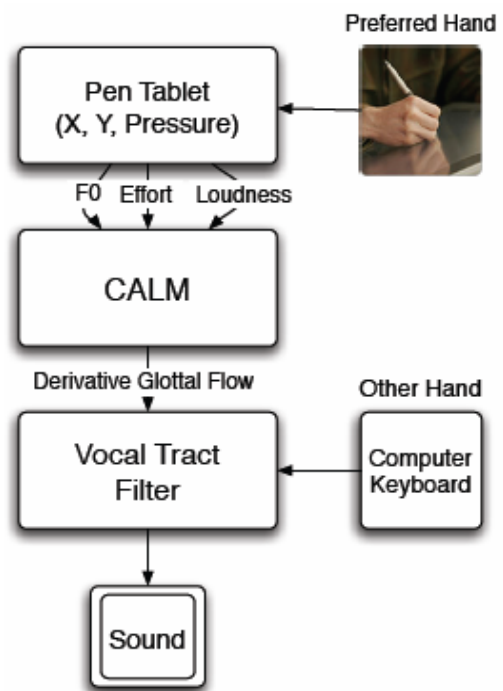 Preferred Hand
Pen Tablet
(X, Y, Pressure)
F0 Effort Loudness
CALM
Derivative Glottal Flow
Other Hand
Vocal Tract
Filter
Computer
Keyboard
Sound